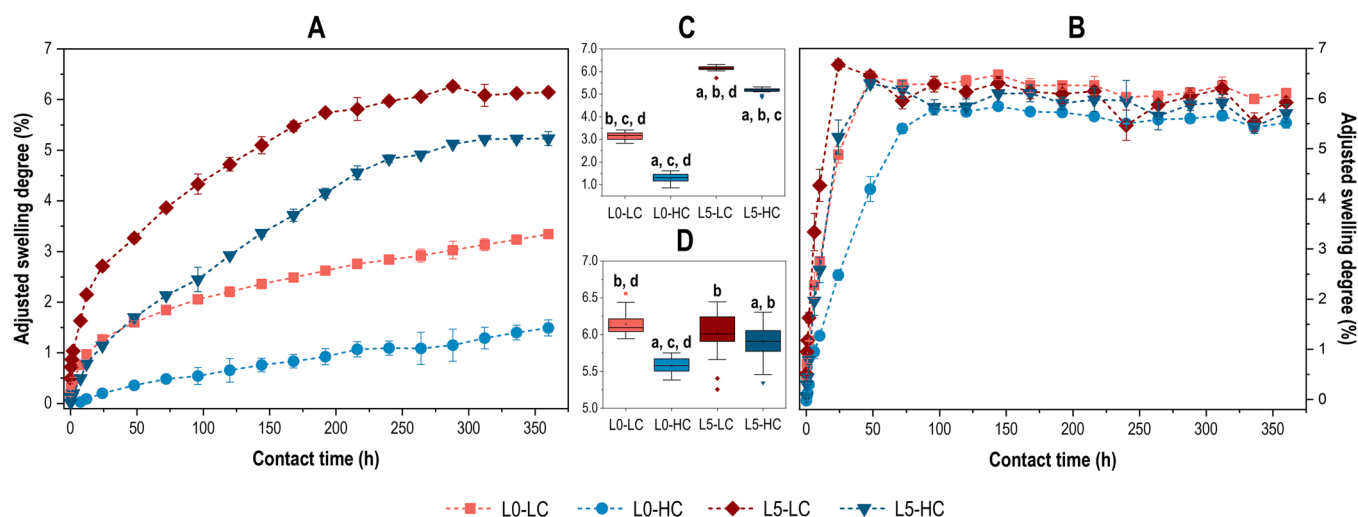 A
C
B
Adjusted swelling degree (%)
7
6
5
4
3
2
1
0
0
50
100
150
200
250
300
350
Contact time (h)
7.0
6.0
5.0
4.0
3.0
2.0
1.0
b, c, d
a, c, d
a, b, d
a, b, c
L0-LC
L0-HC
L5-LC
L5-HC
D
7.0
6.5
6.0
5.5
5.0
b, d
a, c, d
b
a, b
L0-LC
L0-HC
L5-LC
L5-HC
7
6
5
4
3
2
1
0
Adjusted swelling degree (%)
0
50
100
150
200
250
300
350
Contact time (h)
L0-LC
L0-HC
L5-LC
L5-HC